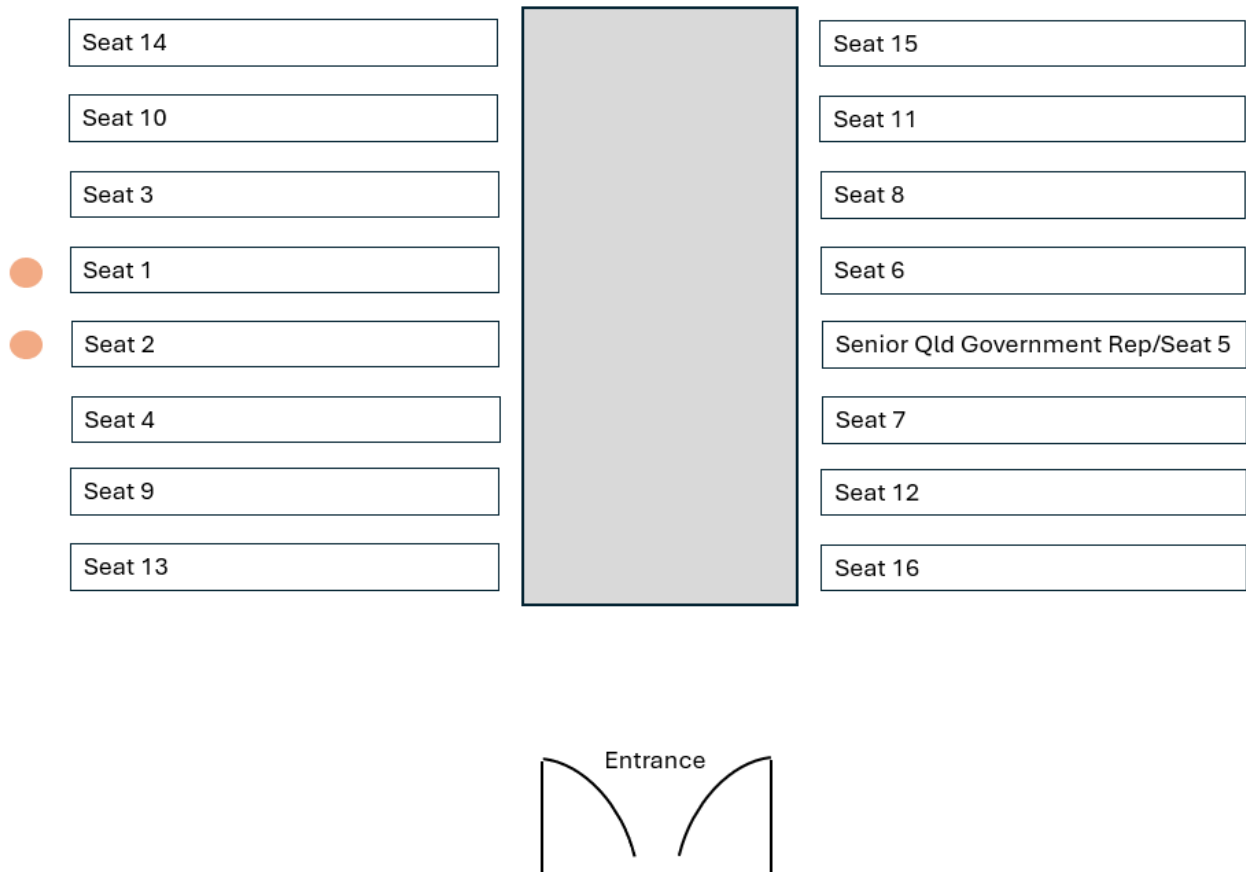 Seat 14
Seat 15
Seat 10
Seat 11
Seat 3
Seat 8
Seat 1
Seat 6
Seat 2
Senior Qld Government Rep/Seat 5
Seat 4
Seat 7
Seat 9
Seat 12
Seat 13
Seat 16
Entrance